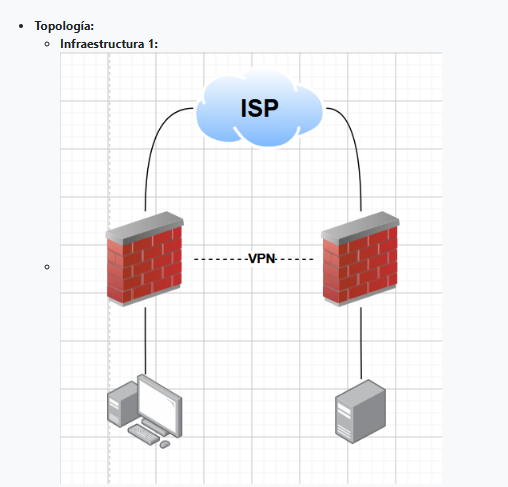 Topología:
Infraestructura 1:
ISP
VPN